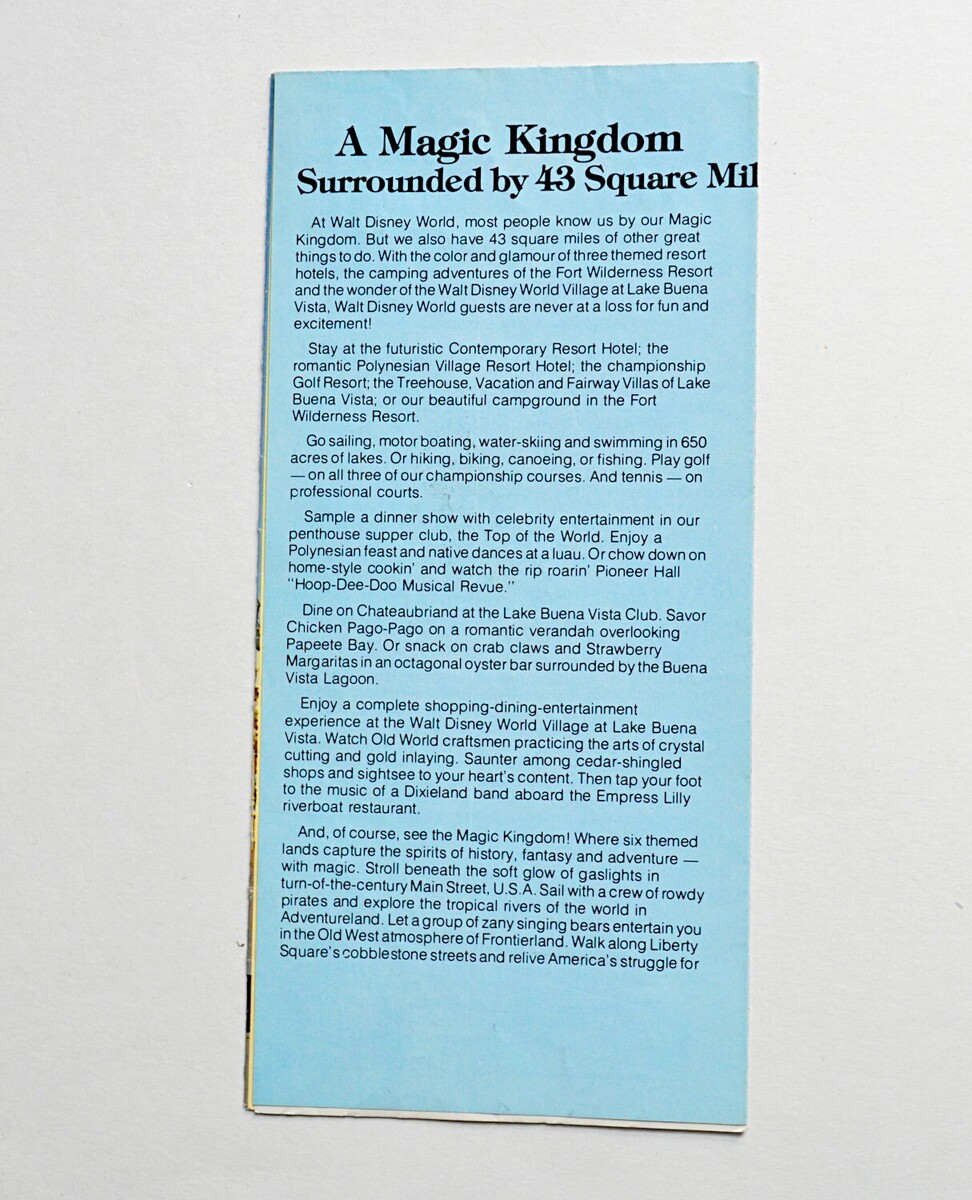 A Magic Kingdom
Surrounded by 43 Square Mil
At Walt Disney World, most people know us by our Magic
Kingdom. But we also have 43 square miles of other great
things to do. With the color and glamour of three themed resort
hotels, the camping adventures of the Fort Wilderness Resort
and the wonder of the Walt Disney World Village at Lake Buena
Vista, Walt Disney World guests are never at a loss for fun and
excitement!
Stay at the futuristic Contemporary Resort Hotel; the
romantic Polynesian Village Resort Hotel; the championship
Golf Resort; the Treehouse, Vacation and Fairway Villas of Lake
Buena Vista; or our beautiful campground in the Fort
Wilderness Resort.
Go sailing, motor boating, water-skiing and swimming in 650
acres of lakes. Or hiking, biking, canoeing, or fishing. Play golf
— on all three of our championship courses. And tennis — on
professional courts.
Sample a dinner show with celebrity entertainment in our
penthouse supper club, the Top of the World. Enjoy a
Polynesian feast and native dances at a luau. Or chow down on
home-style cookin' and watch the rip roarin' Pioneer Hall
"Hoop-Dee-Doo Musical Revue."
Dine on Chateaubriand at the Lake Buena Vista Club. Savor
Chicken Pago-Pago on a romantic verandah overlooking
Papeete Bay. Or snack on crab claws and Strawberry
Margaritas in an octagonal oyster bar surrounded by the Buena
Vista Lagoon.
Enjoy a complete shopping-dining-entertainment
experience at the Walt Disney World Village at Lake Buena
Vista. Watch Old World craftsmen practicing the arts of crystal
cutting and gold inlaying. Saunter among cedar-shingled
shops and sightsee to your heart's content. Then tap your foot
to the music of a Dixieland band aboard the Empress Lilly
riverboat restaurant.
And, of course, see the Magic Kingdom! Where six themed
lands capture the spirits of history, fantasy and adventure —
with magic. Stroll beneath the soft glow of gaslights in
turn-of-the-century Main Street, U.S.A. Sail with a crew of rowdy
pirates and explore the tropical rivers of the world in
Adventureland. Let a group of zany singing bears entertain you
in the Old West atmosphere of Frontierland. Walk along Liberty
Square's cobblestone streets and relive America's struggle for